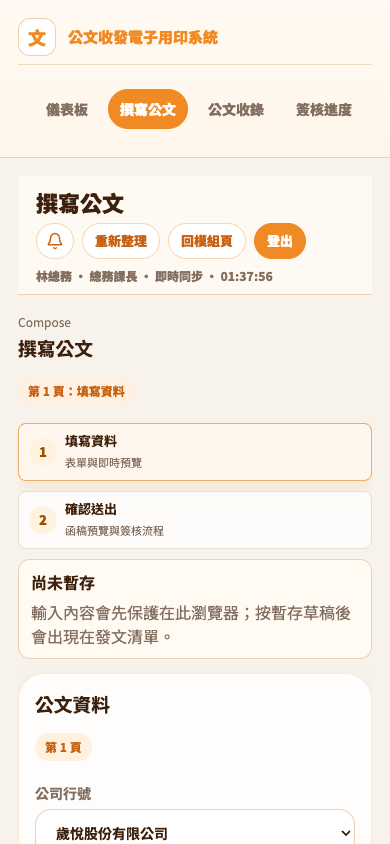 文 公文收發電子用印系統
儀表板 撰寫公文 公文收錄 簽核進度
撰寫公文
重新整理 回模組頁 登出
林總務 · 總務課長 · 即時同步 · 01:37:56
Compose
撰寫公文
第 1 頁：填寫資料
1 填寫資料
表單與即時預覽
2 確認送出
函稿預覽與簽核流程
尚未暫存
輸入內容會先保護在此瀏覽器；按暫存草稿後
會出現在發文清單。
公文資料
第 1 頁
公司行號
歲悅股份有限公司